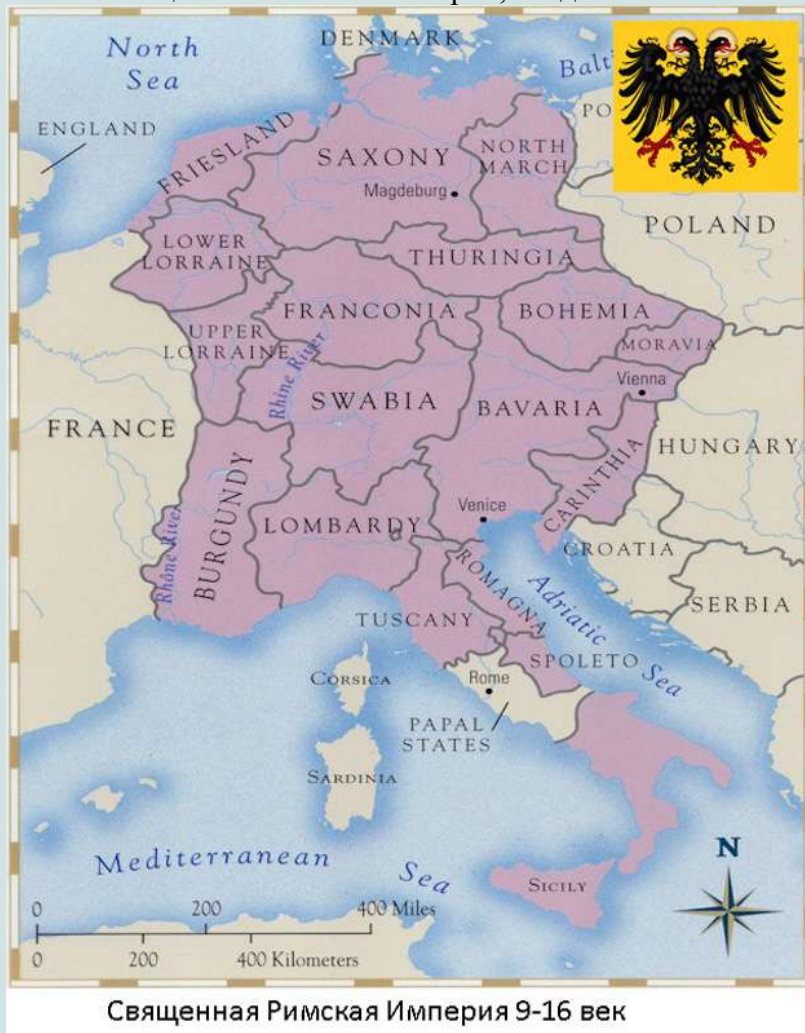 North
Sea
DENMARK
ENGLAND
FRIESLAND
SAXONY
NORTH
MARCH
Magdeburg
POLAND
LOWER
LORRAINE
THURINGIA
FRANCONIA
BOHEMIA
UPPER
LORRAINE
MORAVIA
Rhine River
Vienna
SWABIA
BAVARIA
FRANCE
HUNGARY
BURGUNDY
CARINTHIA
Venice
LOMBARDY
CROATIA
Rhône River
ROMAGNA
Adriatic
Sea
SERBIA
TUSCANY
SPOLETO
CORSICA
Rome
PAPAL
STATES
SARDINIA
Mediterranean
Sea
N
SICILY
0 200 400 Miles
0 200 400 Kilometers
Священная Римская Империя 9-16 век